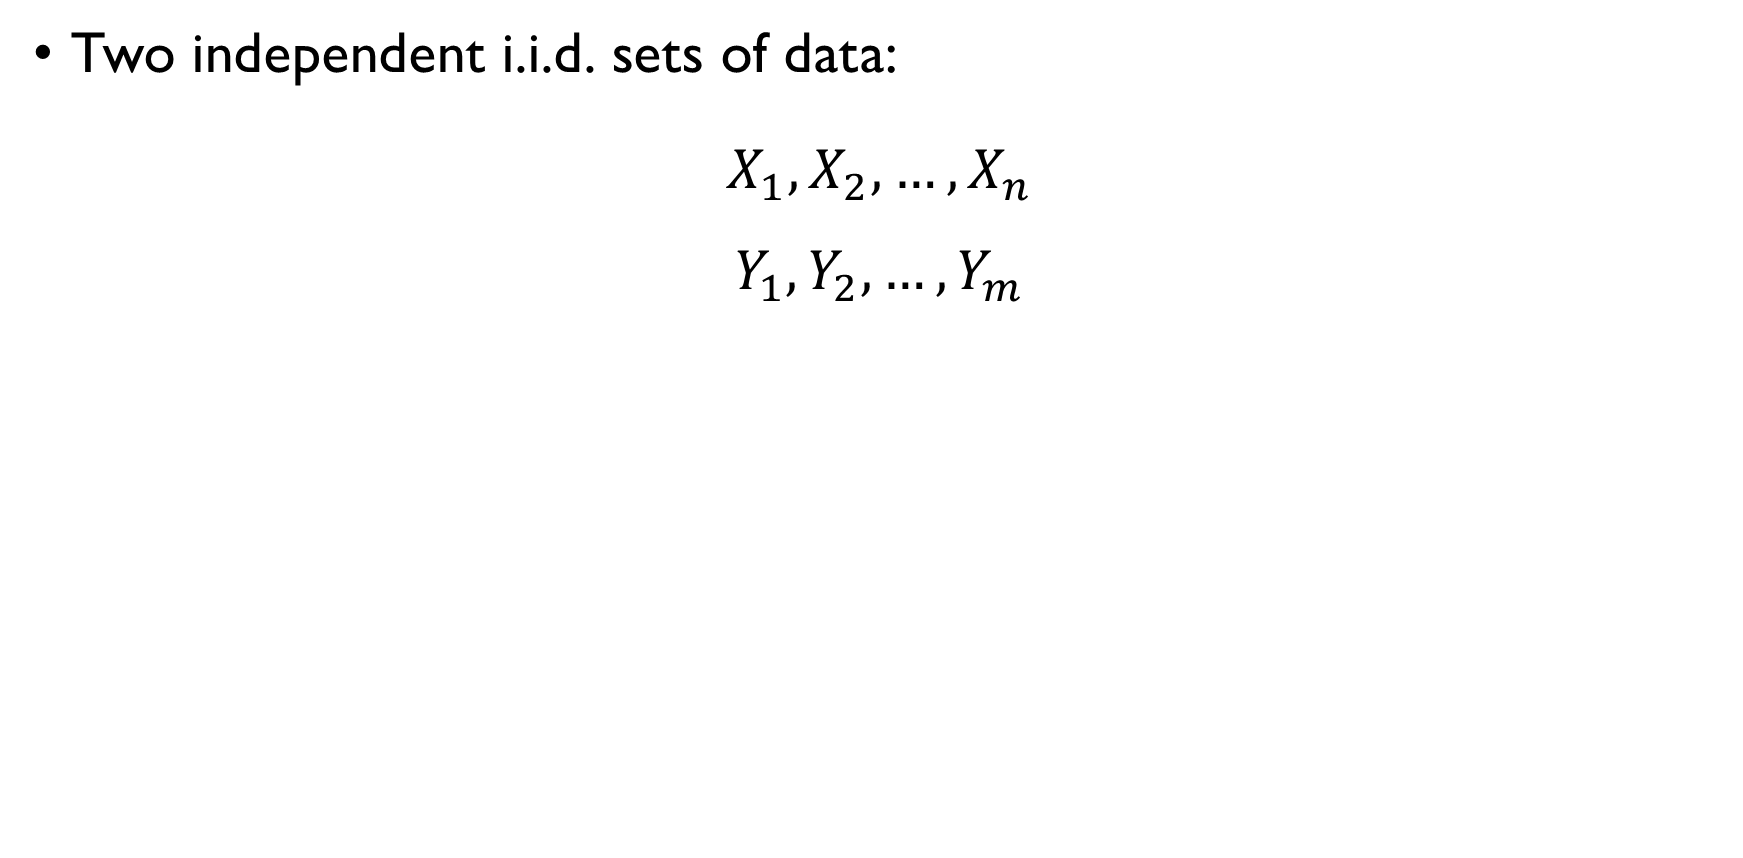 • Two independent i.i.d. sets of data:
X₁, X₂, … , Xₙ
Y₁, Y₂, … , Yₘ